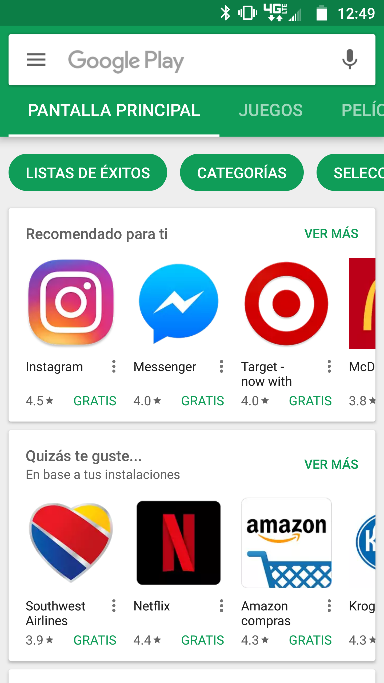 4G 12:49
Google Play
PANTALLA PRINCIPAL JUEGOS PELÍC
LISTAS DE ÉXITOS CATEGORÍAS SELECC
Recomendado para ti VER MÁS
Instagram Messenger Target - McD
now with
4.5★ GRATIS 4.0★ GRATIS 4.0★ GRATIS 3.8★
Quizás te guste... VER MÁS
En base a tus instalaciones
N amazon K
Southwest Netflix Amazon Krog
Airlines compras
3.9★ GRATIS 4.4★ GRATIS 4.3★ GRATIS 4.3★